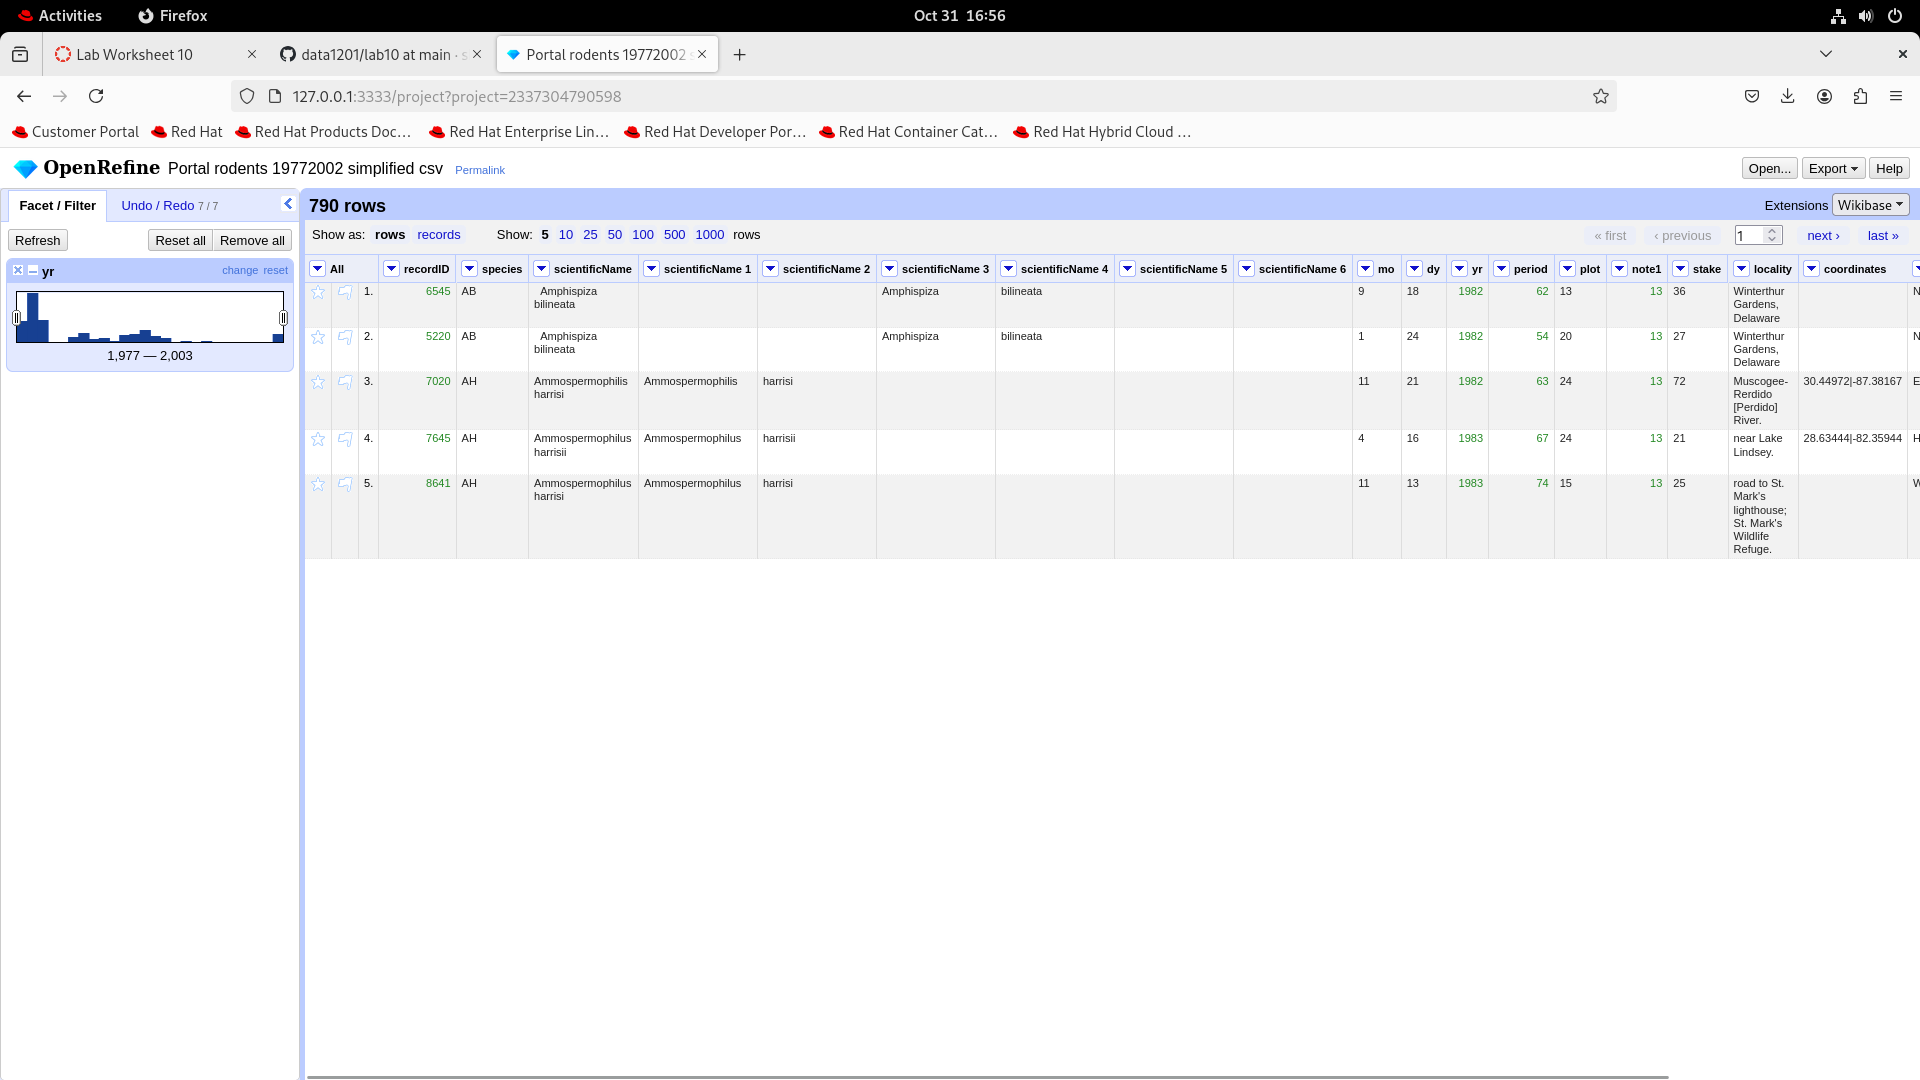 Activities Firefox Oct 31 16:56
Lab Worksheet 10 data1201/lab10 at main · s Portal rodents 19772002
127.0.0.1:3333/project?project=2337304790598
Customer Portal Red Hat Red Hat Products Doc… Red Hat Enterprise Lin… Red Hat Developer Por… Red Hat Container Cat… Red Hat Hybrid Cloud …
OpenRefine Portal rodents 19772002 simplified csv Permalink Open... Export Help
Facet / Filter Undo / Redo 7 / 7 790 rows Extensions Wikibase
Refresh Reset all Remove all Show as: rows records Show: 5 10 25 50 100 500 1000 rows « first ‹ previous 1 next › last »
yr change reset
1,977 — 2,003
All recordID species scientificName scientificName 1 scientificName 2 scientificName 3 scientificName 4 scientificName 5 scientificName 6 mo dy yr period plot note1 stake locality coordinates
1. 6545 AB Amphispiza Amphispiza bilineata 9 18 1982 62 13 13 36 Winterthur N
bilineata Gardens,
Delaware
2. 5220 AB Amphispiza Amphispiza bilineata 1 24 1982 54 20 13 27 Winterthur N
bilineata Gardens,
Delaware
3. 7020 AH Ammospermophilis Ammospermophilis harrisi 11 21 1982 63 24 13 72 Muscogee- 30.44972|-87.38167 E
harrisi Rerdido
[Perdido]
River.
4. 7645 AH Ammospermophilus Ammospermophilus harrisii 4 16 1983 67 24 13 21 near Lake 28.63444|-82.35944 H
harrisii Lindsey.
5. 8641 AH Ammospermophilus Ammospermophilus harrisi 11 13 1983 74 15 13 25 road to St.
harrisi Mark's
lighthouse;
St. Mark's
Wildlife
Refuge.